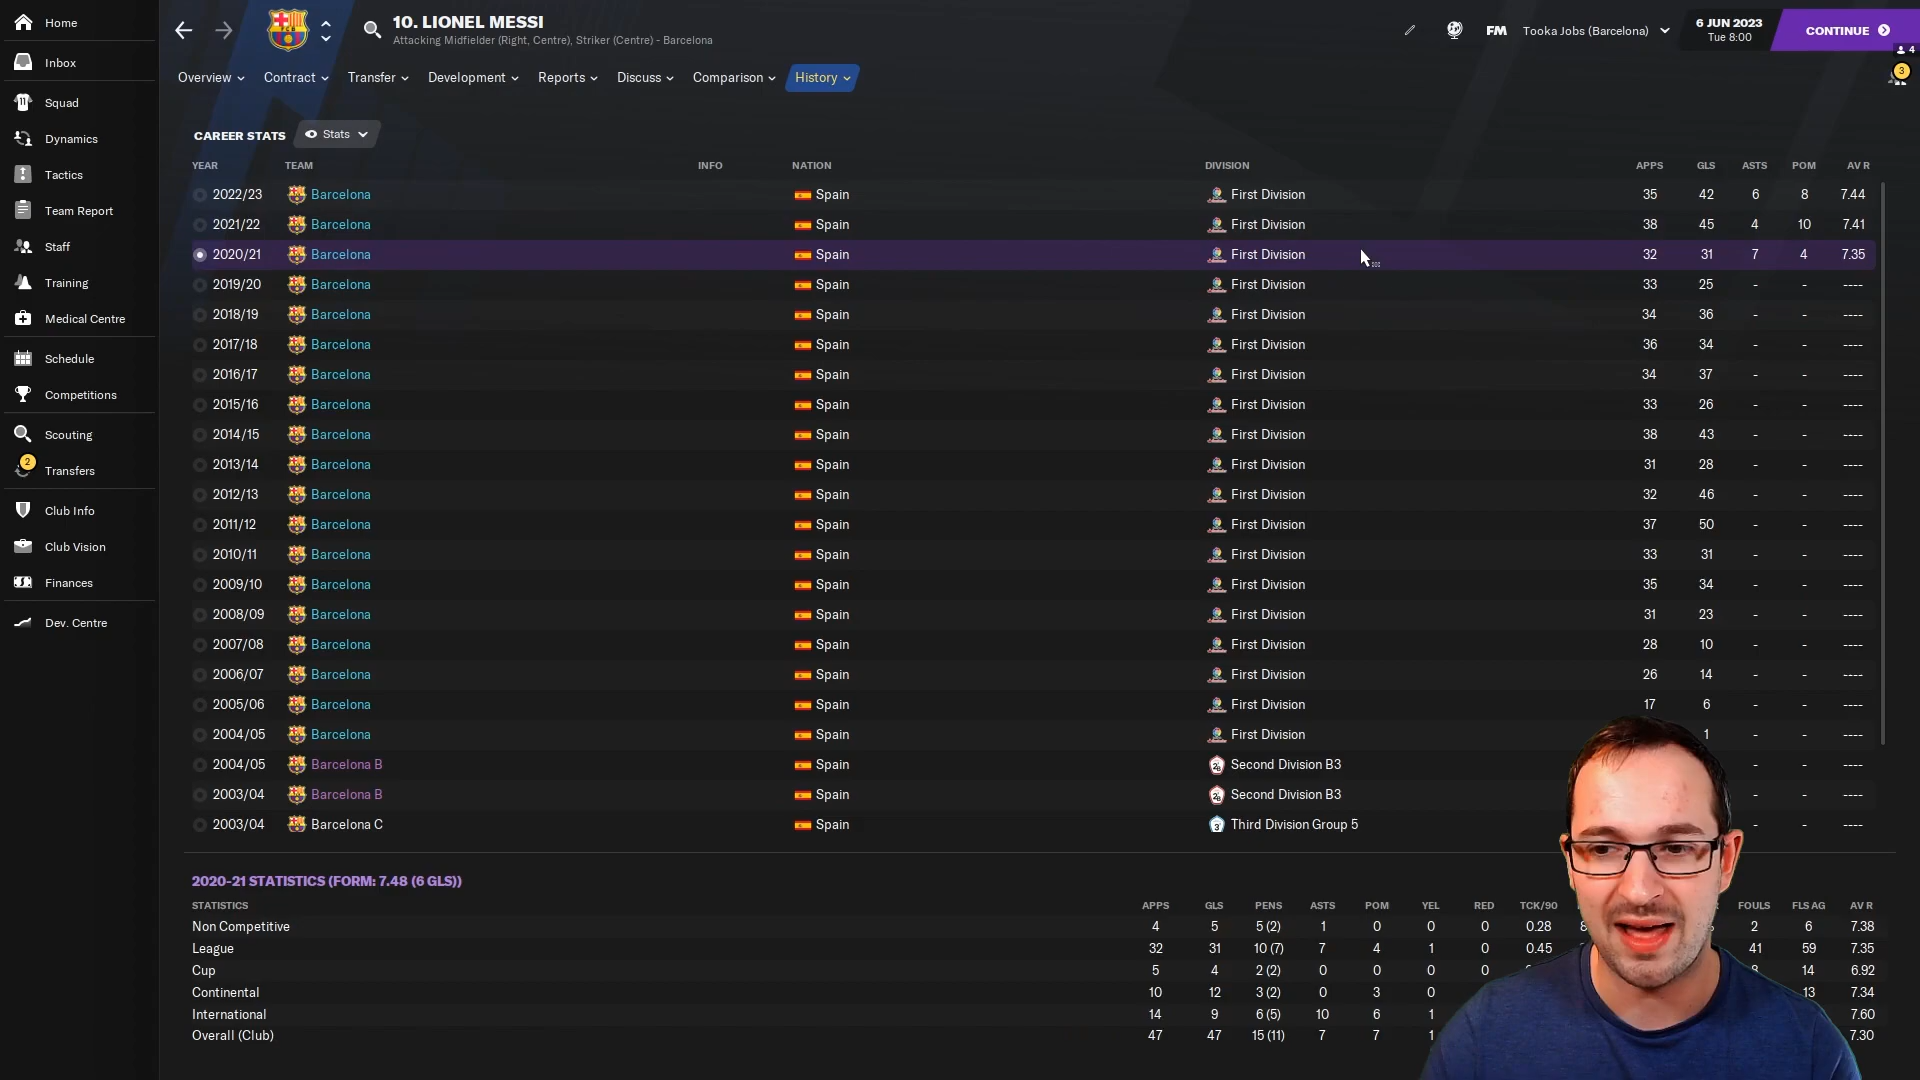 Home
Inbox
Squad
Dynamics
Tactics
Team Report
Staff
Training
Medical Centre
Schedule
Competitions
Scouting
2
Transfers
Club Info
Club Vision
Finances
Dev. Centre
10. LIONEL MESSI
Attacking Midfielder (Right, Centre), Striker (Centre) - Barcelona
FM Tooka Jobs (Barcelona)
6 JUN 2023
Tue 8:00
CONTINUE
4
3
Overview Contract Transfer Development Reports Discuss Comparison History
CAREER STATS Stats
YEAR TEAM INFO NATION DIVISION APPS GLS ASTS POM AV R
2022/23 Barcelona Spain First Division 35 42 6 8 7.44
2021/22 Barcelona Spain First Division 38 45 4 10 7.41
2020/21 Barcelona Spain First Division 32 31 7 4 7.35
2019/20 Barcelona Spain First Division 33 25 - - ----
2018/19 Barcelona Spain First Division 34 36 - - ----
2017/18 Barcelona Spain First Division 36 34 - - ----
2016/17 Barcelona Spain First Division 34 37 - - ----
2015/16 Barcelona Spain First Division 33 26 - - ----
2014/15 Barcelona Spain First Division 38 43 - - ----
2013/14 Barcelona Spain First Division 31 28 - - ----
2012/13 Barcelona Spain First Division 32 46 - - ----
2011/12 Barcelona Spain First Division 37 50 - - ----
2010/11 Barcelona Spain First Division 33 31 - - ----
2009/10 Barcelona Spain First Division 35 34 - - ----
2008/09 Barcelona Spain First Division 31 23 - - ----
2007/08 Barcelona Spain First Division 28 10 - - ----
2006/07 Barcelona Spain First Division 26 14 - - ----
2005/06 Barcelona Spain First Division 17 6 - - ----
2004/05 Barcelona Spain First Division 1 - - ----
2004/05 Barcelona B Spain Second Division B3 - - ----
2003/04 Barcelona B Spain Second Division B3 - - ----
2003/04 Barcelona C Spain Third Division Group 5 - - ----
2020-21 STATISTICS (FORM: 7.48 (6 GLS))
STATISTICS APPS GLS PENS ASTS POM YEL RED TCK/90 FOULS FLS AG AV R
Non Competitive 4 5 5 (2) 1 0 0 0 0.28 2 6 7.38
League 32 31 10 (7) 7 4 1 0 0.45 41 59 7.35
Cup 5 4 2 (2) 0 0 0 0 14 6.92
Continental 10 12 3 (2) 0 3 0 13 7.34
International 14 9 6 (5) 10 6 1 7.60
Overall (Club) 47 47 15 (11) 7 7 1 7.30